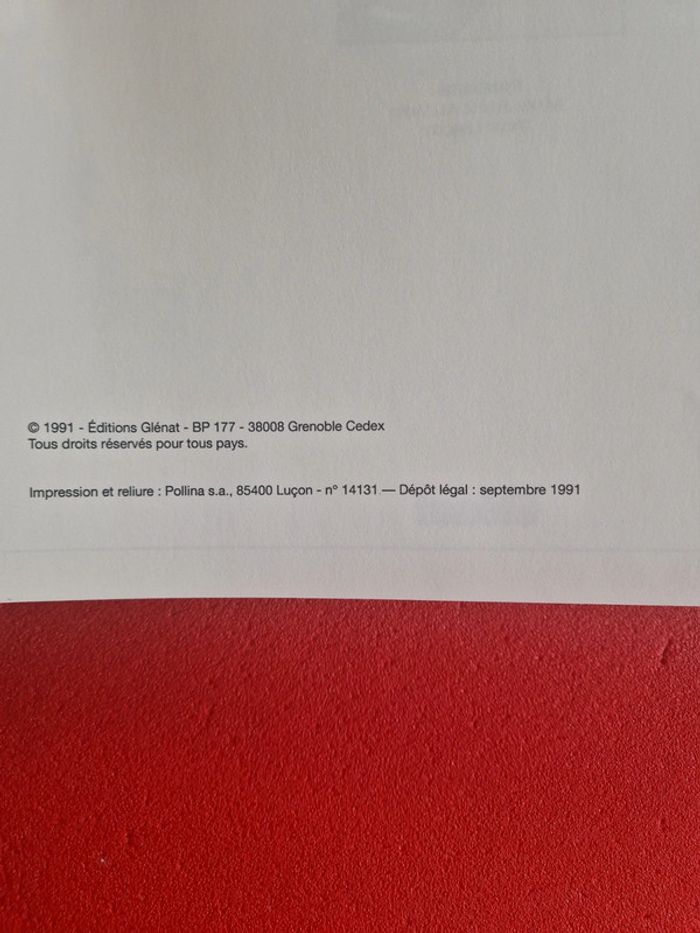 © 1991 - Éditions Glénat - BP 177 - 38008 Grenoble Cedex
Tous droits réservés pour tous pays.
Impression et reliure : Pollina s.a., 85400 Luçon - n° 14131 — Dépôt légal : septembre 1991